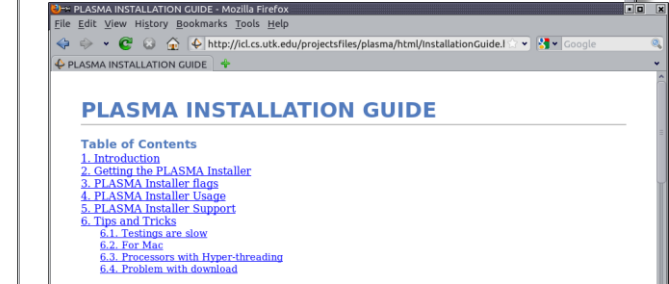 PLASMA INSTALLATION GUIDE - Mozilla Firefox
File Edit View History Bookmarks Tools Help
http://icl.cs.utk.edu/projectsfiles/plasma/html/InstallationGuide.l Google
PLASMA INSTALLATION GUIDE
PLASMA INSTALLATION GUIDE
Table of Contents
1. Introduction
2. Getting the PLASMA Installer
3. PLASMA Installer flags
4. PLASMA Installer Usage
5. PLASMA Installer Support
6. Tips and Tricks
6.1. Testings are slow
6.2. For Mac
6.3. Processors with Hyper-threading
6.4. Problem with download